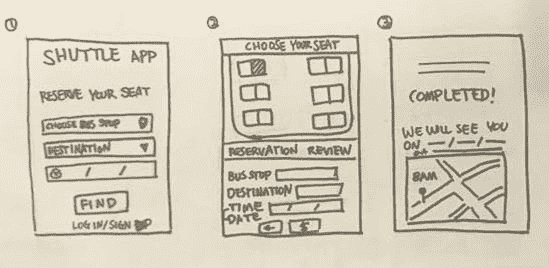 ①
SHUTTLE APP
RESERVE YOUR SEAT
CHOOSE BUS STOP
DESTINATION
/ /
FIND
LOG IN/SIGN UP
②
CHOOSE YOUR SEAT
RESERVATION REVIEW
BUS STOP
DESTINATION
-TIME
-DATE
/ /
← $
③
COMPLETED!
WE WILL SEE YOU
ON _/_/_/_
8AM